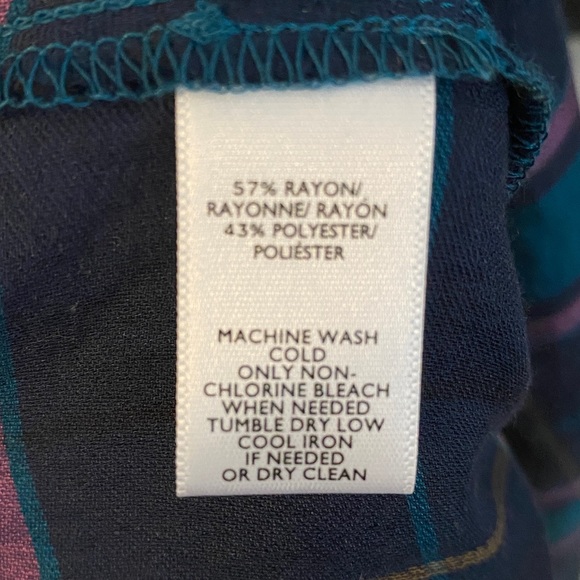 57% RAYON/
RAYONNE/ RAYÓN
43% POLYESTER/
POLIÉSTER
MACHINE WASH
COLD
ONLY NON-
CHLORINE BLEACH
WHEN NEEDED
TUMBLE DRY LOW
COOL IRON
IF NEEDED
OR DRY CLEAN